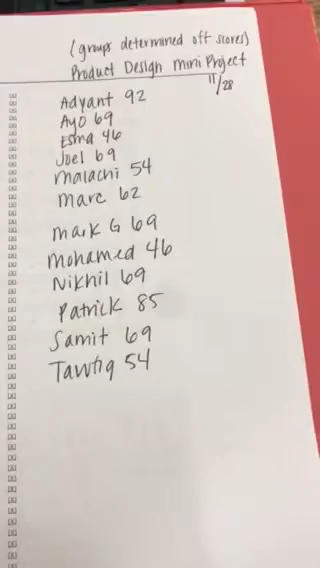 (groups determined off scores)
Product Design mini Project
11/28
Adyant 92
Ayo 69
Esma 46
Joel 69
malachi 54
marc 62
mark G 69
mohamed 46
Nikhil 69
Patrick 85
Samit 69
Tawfiq 54